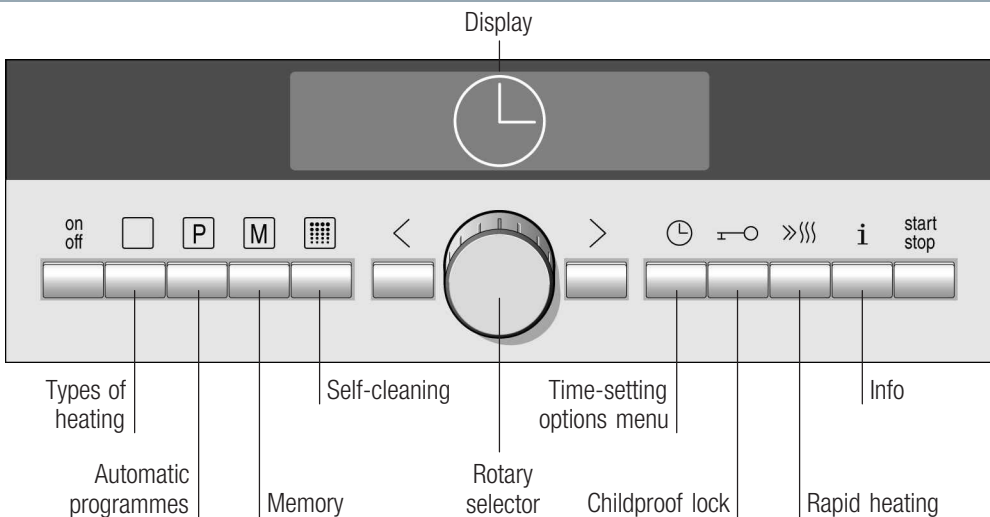 Display
on
off
P
M
i
start
stop
Types of
heating
Self-cleaning
Time-setting
options menu
Info
Automatic
programmes
Memory
Rotary
selector
Childproof lock
Rapid heating